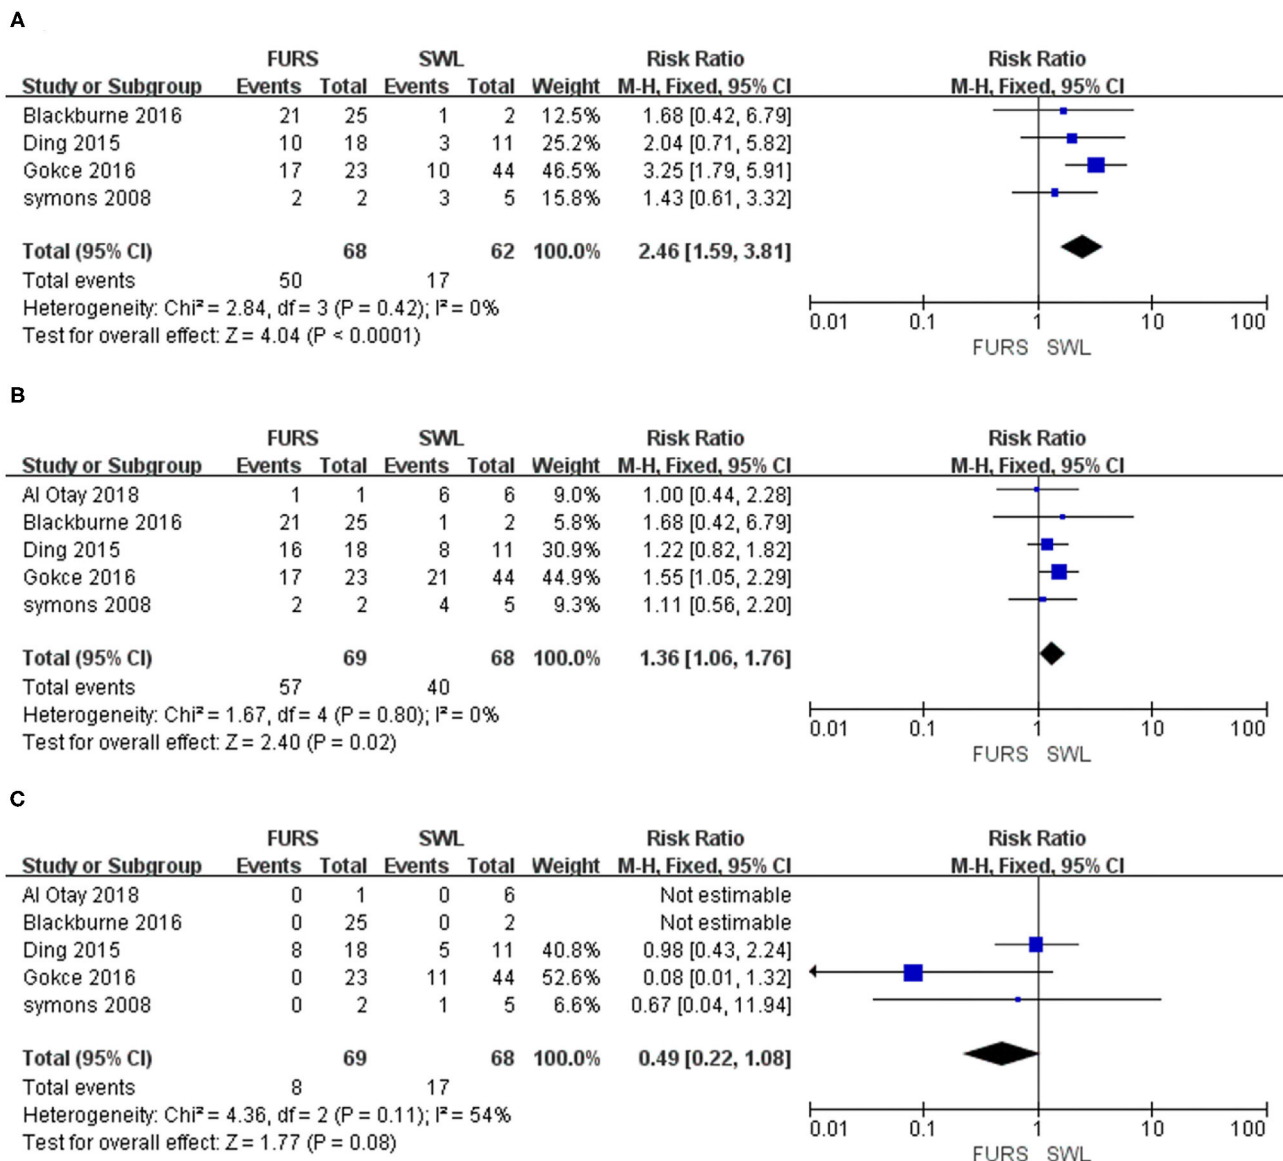 A
FURS SWL Risk Ratio Risk Ratio
Study or Subgroup Events Total Events Total Weight M-H, Fixed, 95% CI M-H, Fixed, 95% CI
Blackburne 2016 21 25 1 2 12.5% 1.68 [0.42, 6.79]
Ding 2015 10 18 3 11 25.2% 2.04 [0.71, 5.82]
Gokce 2016 17 23 10 44 46.5% 3.25 [1.79, 5.91]
symons 2008 2 2 3 5 15.8% 1.43 [0.61, 3.32]
Total (95% CI) 68 62 100.0% 2.46 [1.59, 3.81]
Total events 50 17
Heterogeneity: Chi² = 2.84, df = 3 (P = 0.42); I² = 0%
Test for overall effect: Z = 4.04 (P < 0.0001)
0.01 0.1 1 10 100
FURS SWL
B
FURS SWL Risk Ratio Risk Ratio
Study or Subgroup Events Total Events Total Weight M-H, Fixed, 95% CI M-H, Fixed, 95% CI
Al Otay 2018 1 1 6 6 9.0% 1.00 [0.44, 2.28]
Blackburne 2016 21 25 1 2 5.8% 1.68 [0.42, 6.79]
Ding 2015 16 18 8 11 30.9% 1.22 [0.82, 1.82]
Gokce 2016 17 23 21 44 44.9% 1.55 [1.05, 2.29]
symons 2008 2 2 4 5 9.3% 1.11 [0.56, 2.20]
Total (95% CI) 69 68 100.0% 1.36 [1.06, 1.76]
Total events 57 40
Heterogeneity: Chi² = 1.67, df = 4 (P = 0.80); I² = 0%
Test for overall effect: Z = 2.40 (P = 0.02)
0.01 0.1 1 10 100
FURS SWL
C
FURS SWL Risk Ratio Risk Ratio
Study or Subgroup Events Total Events Total Weight M-H, Fixed, 95% CI M-H, Fixed, 95% CI
Al Otay 2018 0 1 0 6 Not estimable
Blackburne 2016 0 25 0 2 Not estimable
Ding 2015 8 18 5 11 40.8% 0.98 [0.43, 2.24]
Gokce 2016 0 23 11 44 52.6% 0.08 [0.01, 1.32]
symons 2008 0 2 1 5 6.6% 0.67 [0.04, 11.94]
Total (95% CI) 69 68 100.0% 0.49 [0.22, 1.08]
Total events 8 17
Heterogeneity: Chi² = 4.36, df = 2 (P = 0.11); I² = 54%
Test for overall effect: Z = 1.77 (P = 0.08)
0.01 0.1 1 10 100
FURS SWL